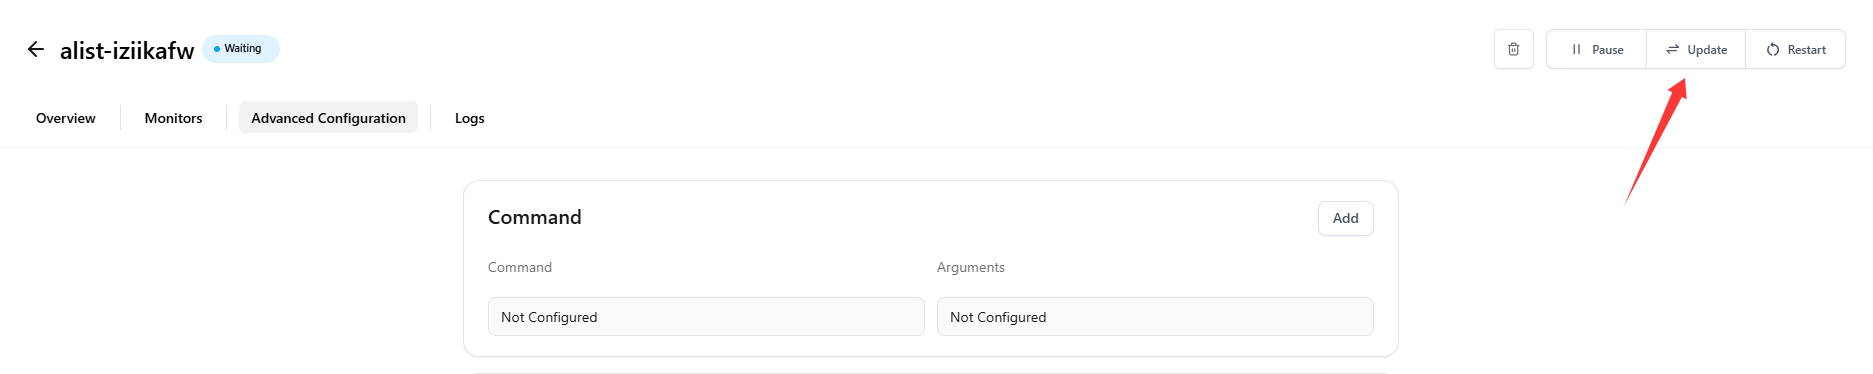 alist-iziikafw Waiting
Pause Update Restart
Overview Monitors Advanced Configuration Logs
Command Add
Command Arguments
Not Configured Not Configured